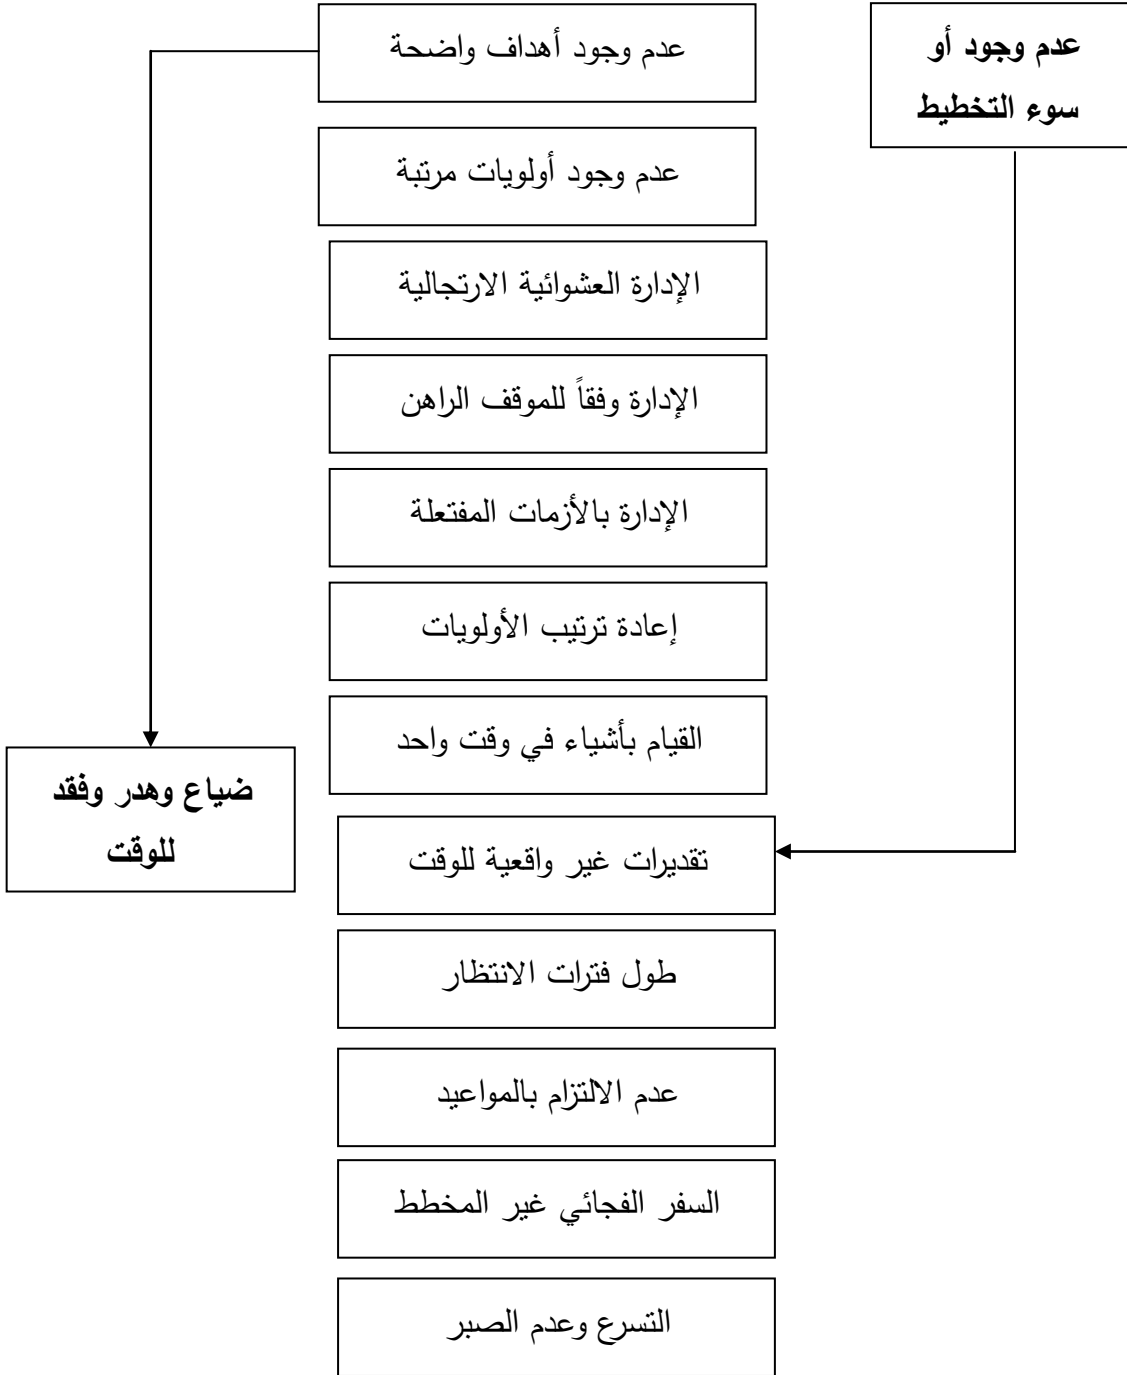 عدم وجود أو
سوء التخطيط
عدم وجود أهداف واضحة
عدم وجود أولويات مرتبة
الإدارة العشوائية الارتجالية
الإدارة وفقاً للموقف الراهن
الإدارة بالأزمات المفتعلة
إعادة ترتيب الأولويات
القيام بأشياء في وقت واحد
تقديرات غير واقعية للوقت
طول فترات الانتظار
عدم الالتزام بالمواعيد
السفر الفجائي غير المخطط
التسرع وعدم الصبر
ضياع وهدر وفقد
للوقت